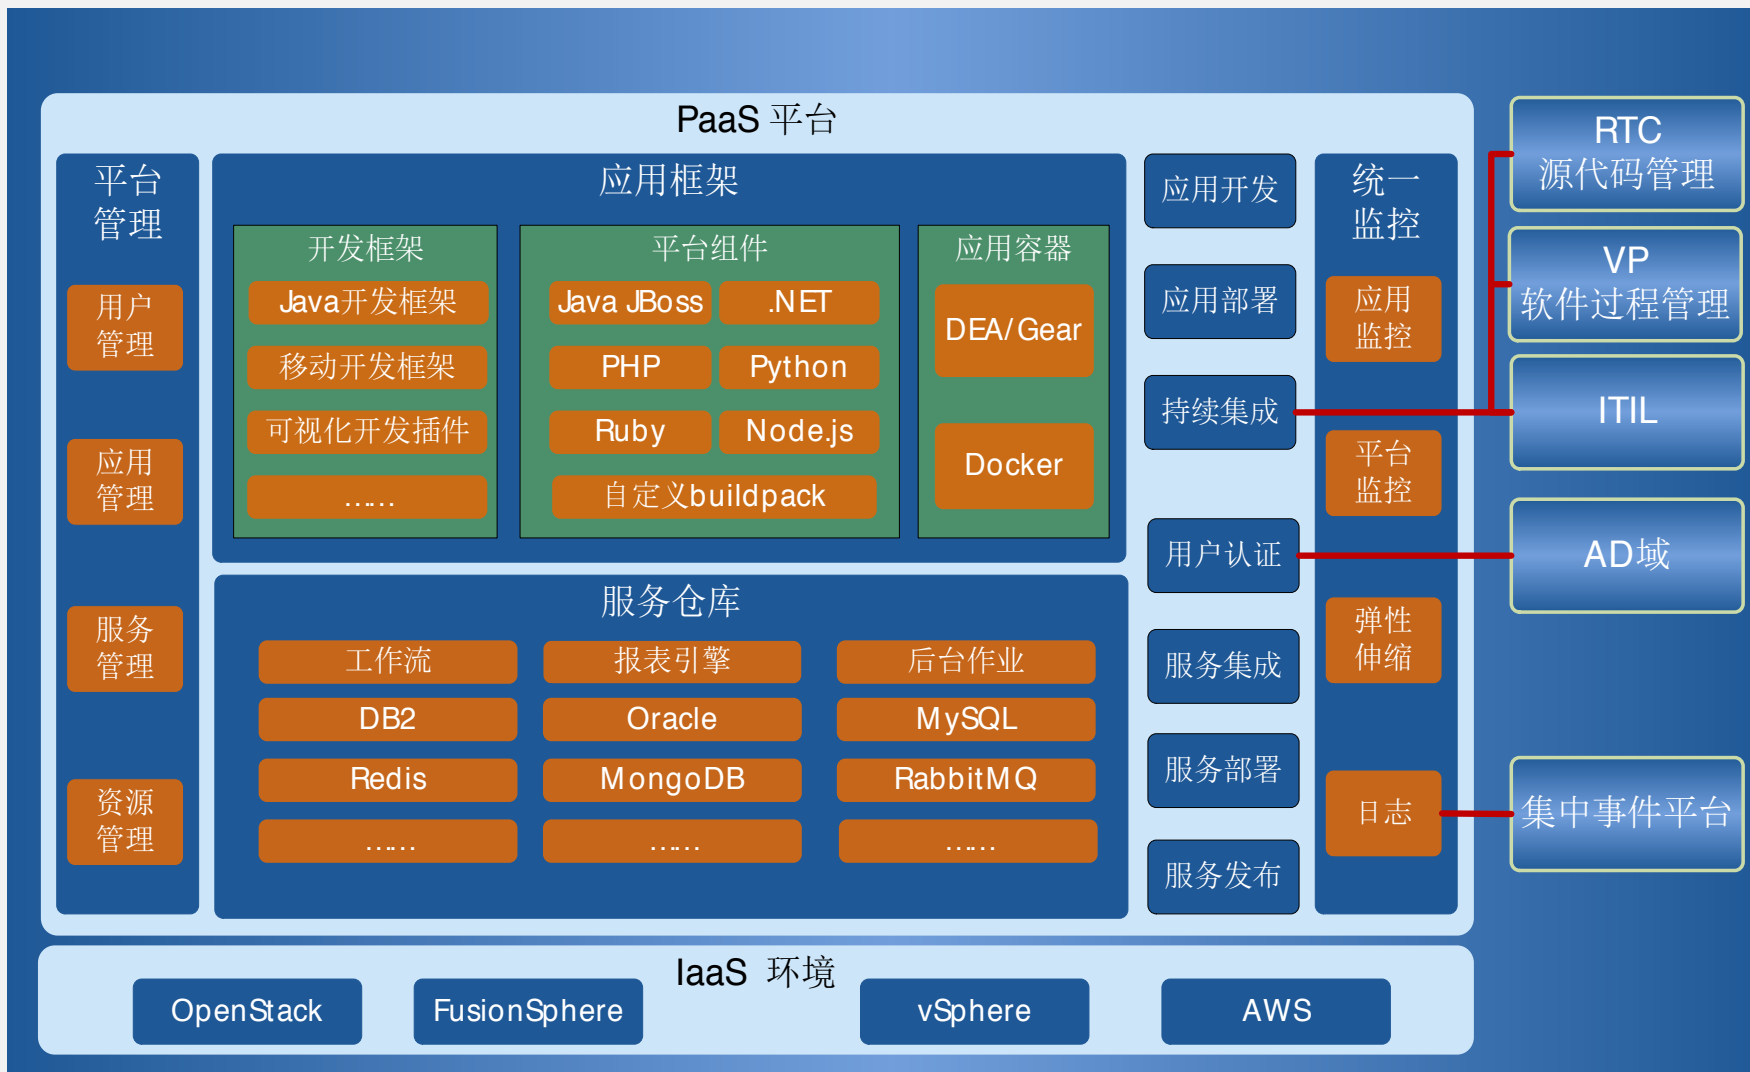 PaaS 平台
平台
管理
用户
管理
应用
管理
服务
管理
资源
管理
应用框架
开发框架
Java开发框架
移动开发框架
可视化开发插件
……
平台组件
Java JBoss
.NET
PHP
Python
Ruby
Node.js
自定义buildpack
应用容器
DEA/Gear
Docker
服务仓库
工作流
报表引擎
后台作业
DB2
Oracle
MySQL
Redis
MongoDB
RabbitMQ
……
……
……
应用开发
应用部署
持续集成
用户认证
服务集成
服务部署
服务发布
统一
监控
应用
监控
平台
监控
弹性
伸缩
日志
RTC
源代码管理
VP
软件过程管理
ITIL
AD域
集中事件平台
IaaS 环境
OpenStack
FusionSphere
vSphere
AWS